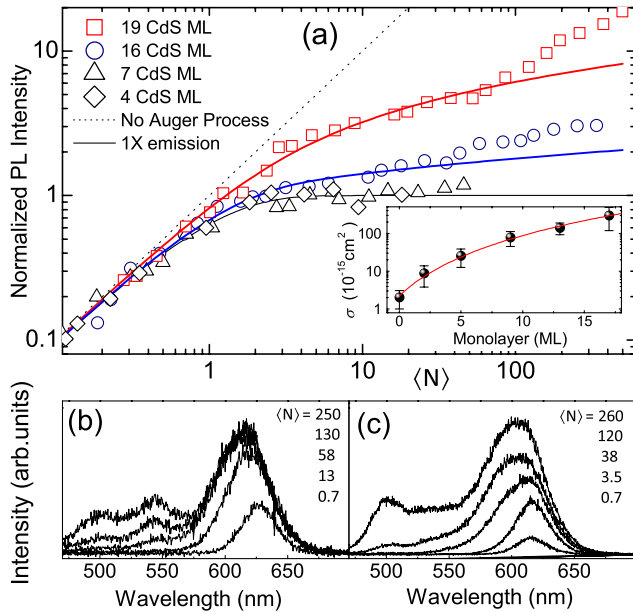 (a)
19 CdS ML
16 CdS ML
7 CdS ML
4 CdS ML
No Auger Process
1X emission
Normalized PL Intensity
10
1
0.1
1
10
100
⟨N⟩
σ (10⁻¹⁵cm²)
100
10
1
0
5
10
15
Monolayer (ML)
(b)
⟨N⟩ = 250
130
58
13
0.7
(c)
⟨N⟩ = 260
120
38
3.5
0.7
Intensity (arb.units)
500
550
600
650
500
550
600
650
Wavelength (nm)
Wavelength (nm)